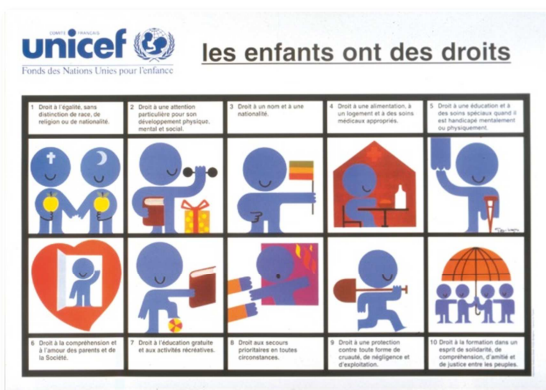 COMITÉ FRANÇAIS
unicef
Fonds des Nations Unies pour l'enfance
les enfants ont des droits
1 Droit à l'égalité, sans
distinction de race, de
religion ou de nationalité.
2 Droit à une attention
particulière pour son
développement physique,
mental et social.
3 Droit à un nom et à une
nationalité.
4 Droit à une alimentation, à
un logement et à des soins
médicaux appropriés.
5 Droit à une éducation et à
des soins spéciaux quand il
est handicapé mentalement
ou physiquement.
6 Droit à la compréhension et
à l'amour des parents et de
la Société.
7 Droit à l'éducation gratuite
et aux activités récréatives.
8 Droit aux secours
prioritaires en toutes
circonstances.
9 Droit à une protection
contre toute forme de
cruauté, de négligence et
d'exploitation.
10 Droit à la formation dans un
esprit de solidarité, de
compréhension, d'amitié et
de justice entre les peuples.